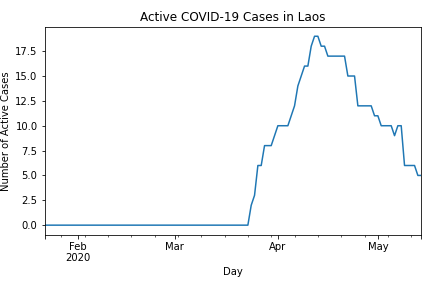 Active COVID-19 Cases in Laos
Number of Active Cases
17.5
15.0
12.5
10.0
7.5
5.0
2.5
0.0
Feb
2020
Mar
Apr
May
Day